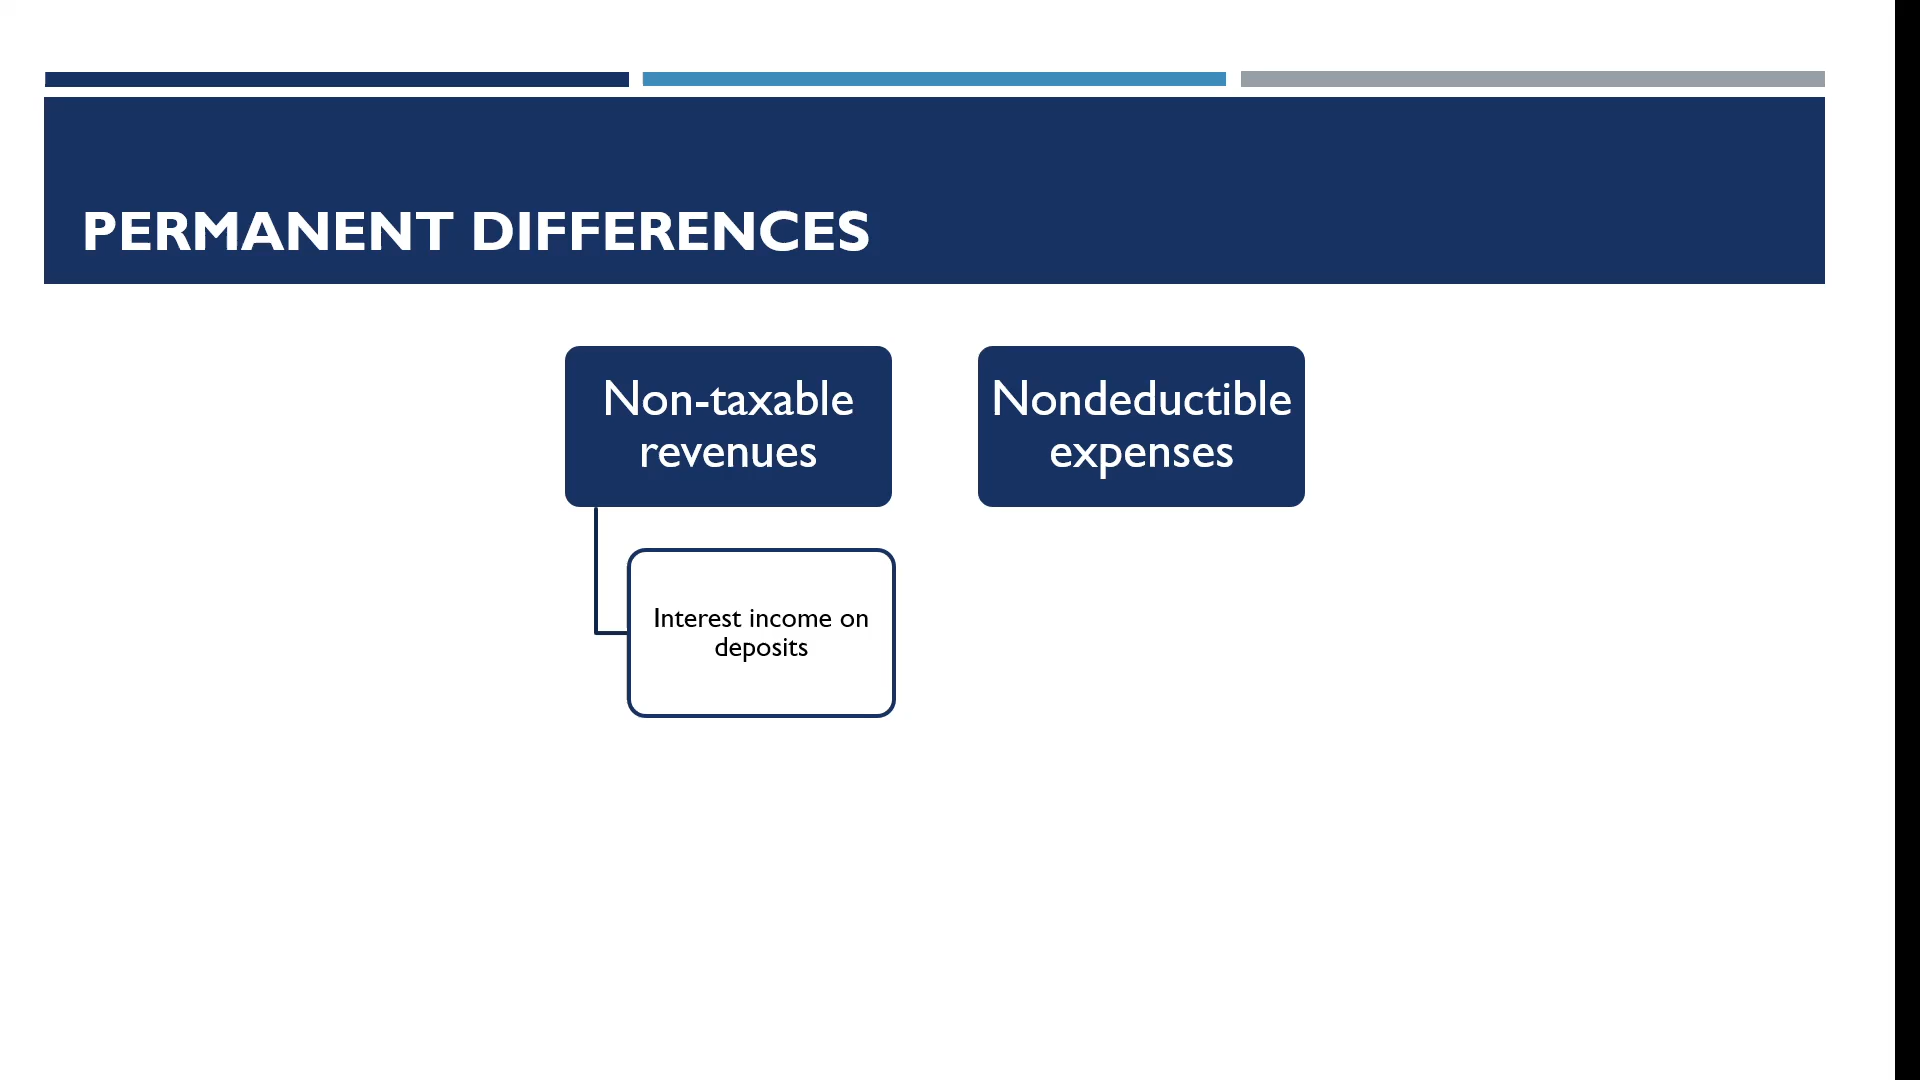 PERMANENT DIFFERENCES
Non-taxable
revenues
Nondeductible
expenses
Interest income on
deposits